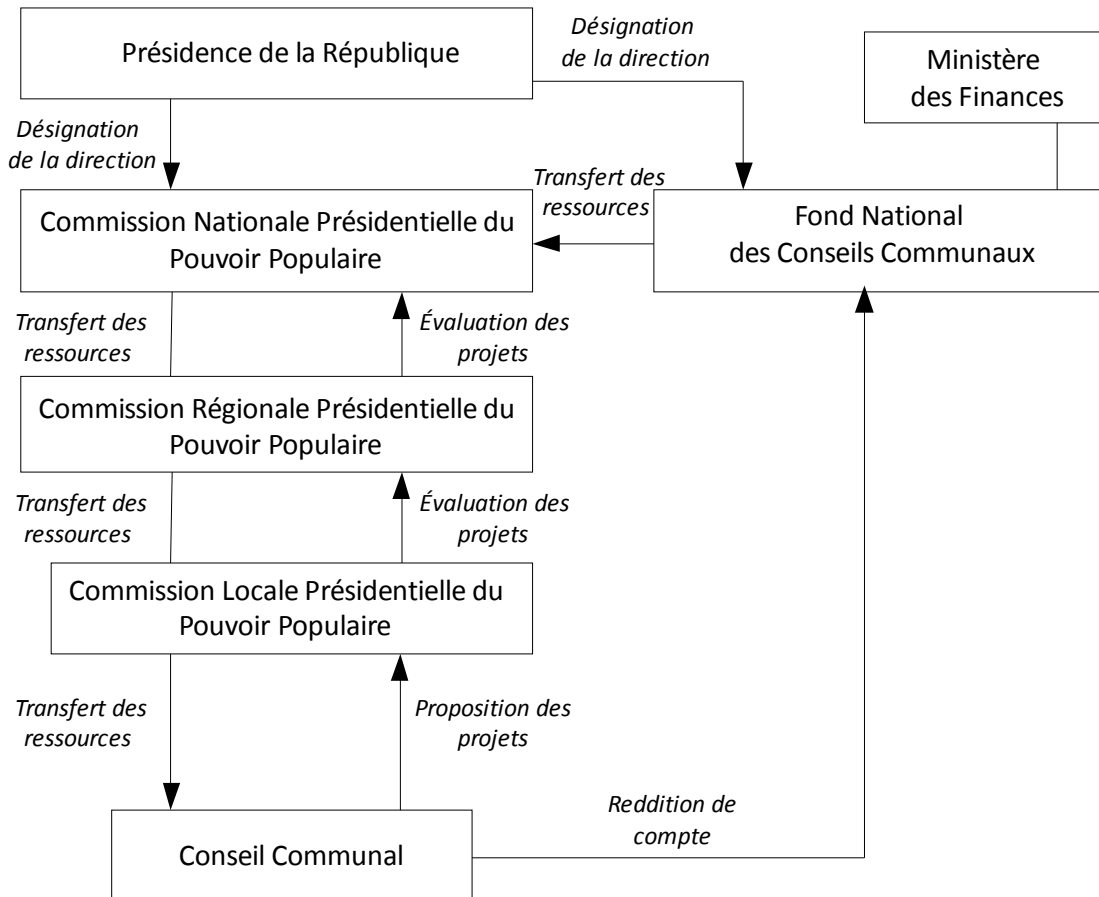 Présidence de la République
Désignation
de la direction
Ministère
des Finances
Désignation
de la direction
Commission Nationale Présidentielle du
Pouvoir Populaire
Transfert des
ressources
Fond National
des Conseils Communaux
Transfert des
ressources
Évaluation des
projets
Commission Régionale Présidentielle du
Pouvoir Populaire
Transfert des
ressources
Évaluation des
projets
Commission Locale Présidentielle du
Pouvoir Populaire
Transfert des
ressources
Proposition des
projets
Reddition de
compte
Conseil Communal